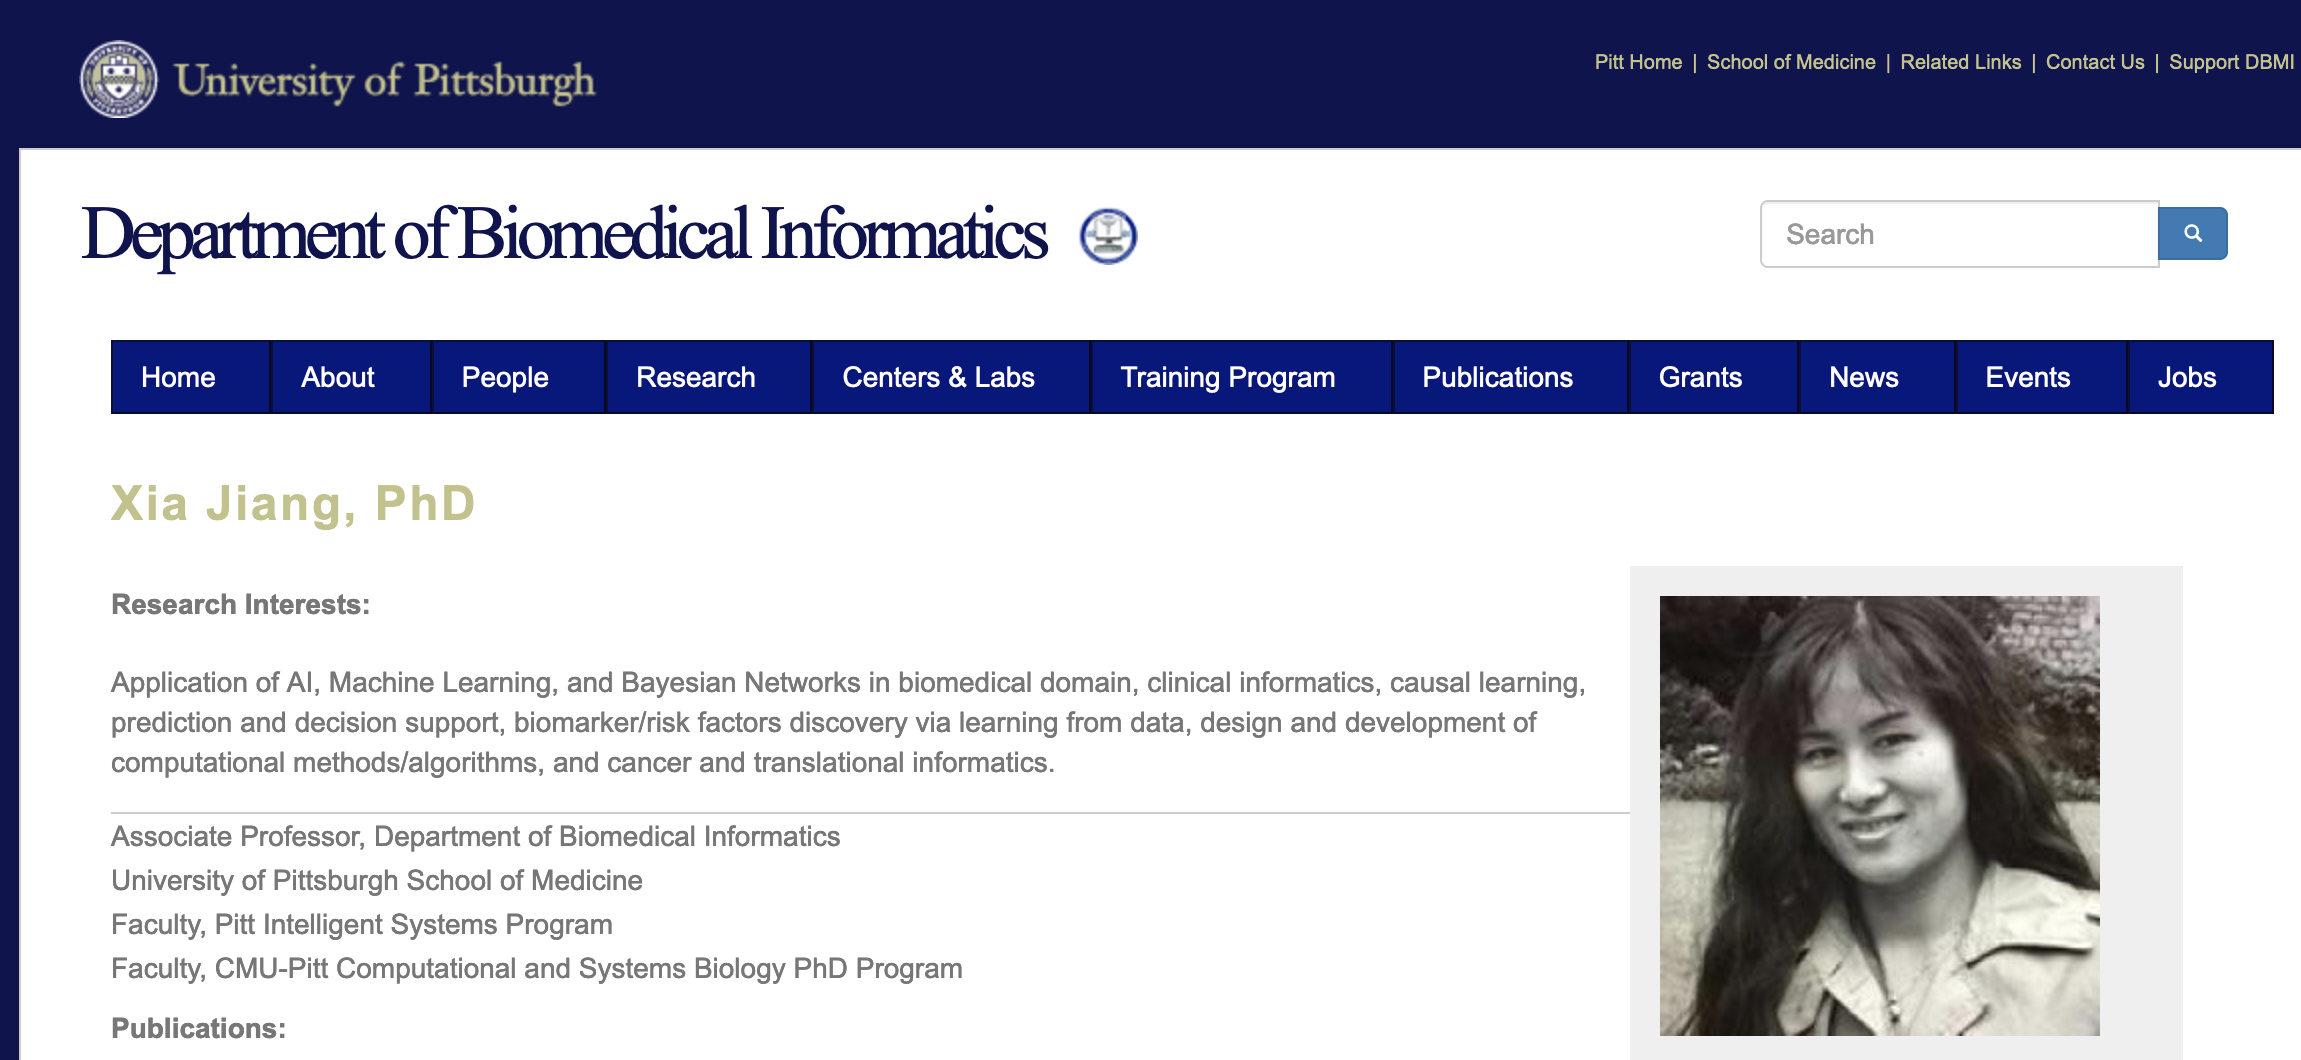 University of Pittsburgh
Pitt Home | School of Medicine | Related Links | Contact Us | Support DBMI
Department of Biomedical Informatics
Search
Home About People Research Centers & Labs Training Program Publications Grants News Events Jobs
Xia Jiang, PhD
Research Interests:
Application of AI, Machine Learning, and Bayesian Networks in biomedical domain, clinical informatics, causal learning,
prediction and decision support, biomarker/risk factors discovery via learning from data, design and development of
computational methods/algorithms, and cancer and translational informatics.
Associate Professor, Department of Biomedical Informatics
University of Pittsburgh School of Medicine
Faculty, Pitt Intelligent Systems Program
Faculty, CMU-Pitt Computational and Systems Biology PhD Program
Publications: